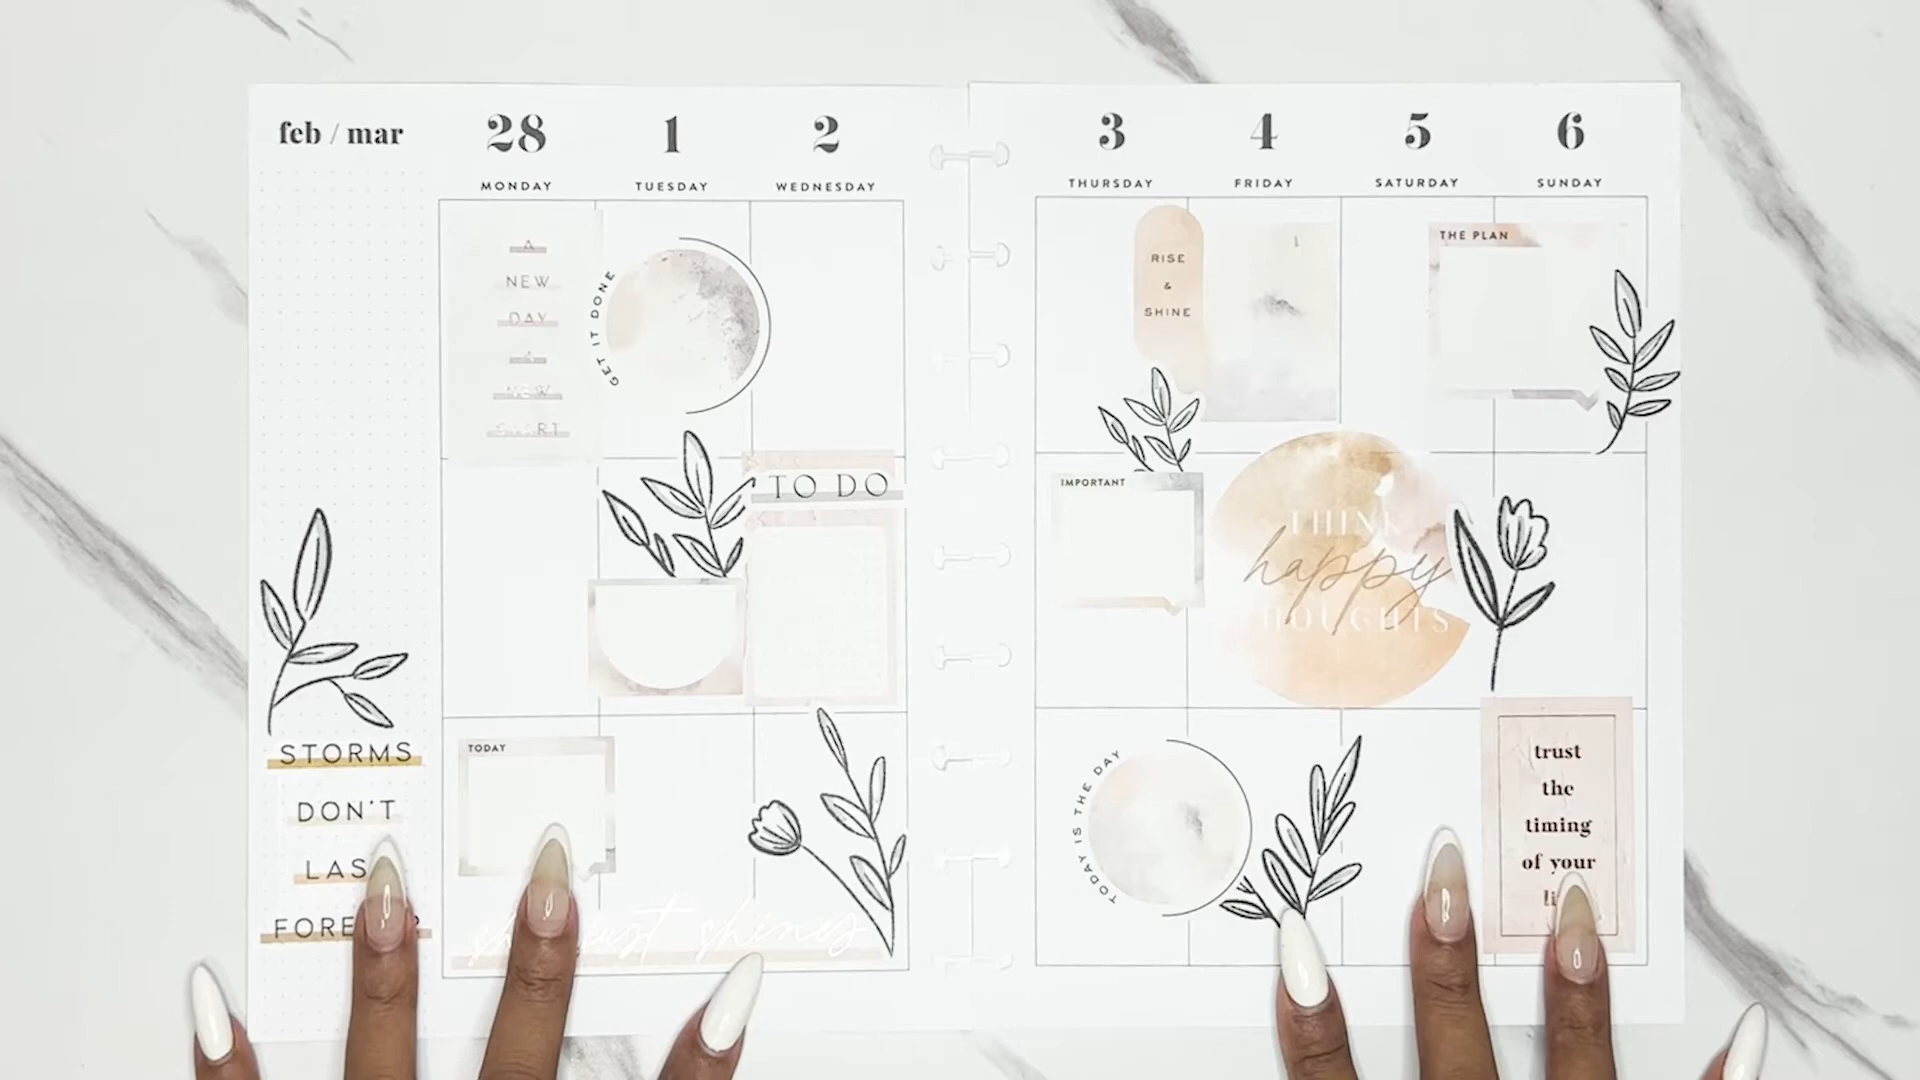 feb / mar
28
MONDAY
1
TUESDAY
2
WEDNESDAY
3
THURSDAY
4
FRIDAY
5
SATURDAY
6
SUNDAY
A
NEW
DAY
A
NEW
GET IT DONE
TO DO
TODAY
STORMS
DON'T
shines
RISE
&
SHINE
THE PLAN
IMPORTANT
THINK
happy
THOUGHTS
TODAY IS THE DAY
trust
the
timing
of your